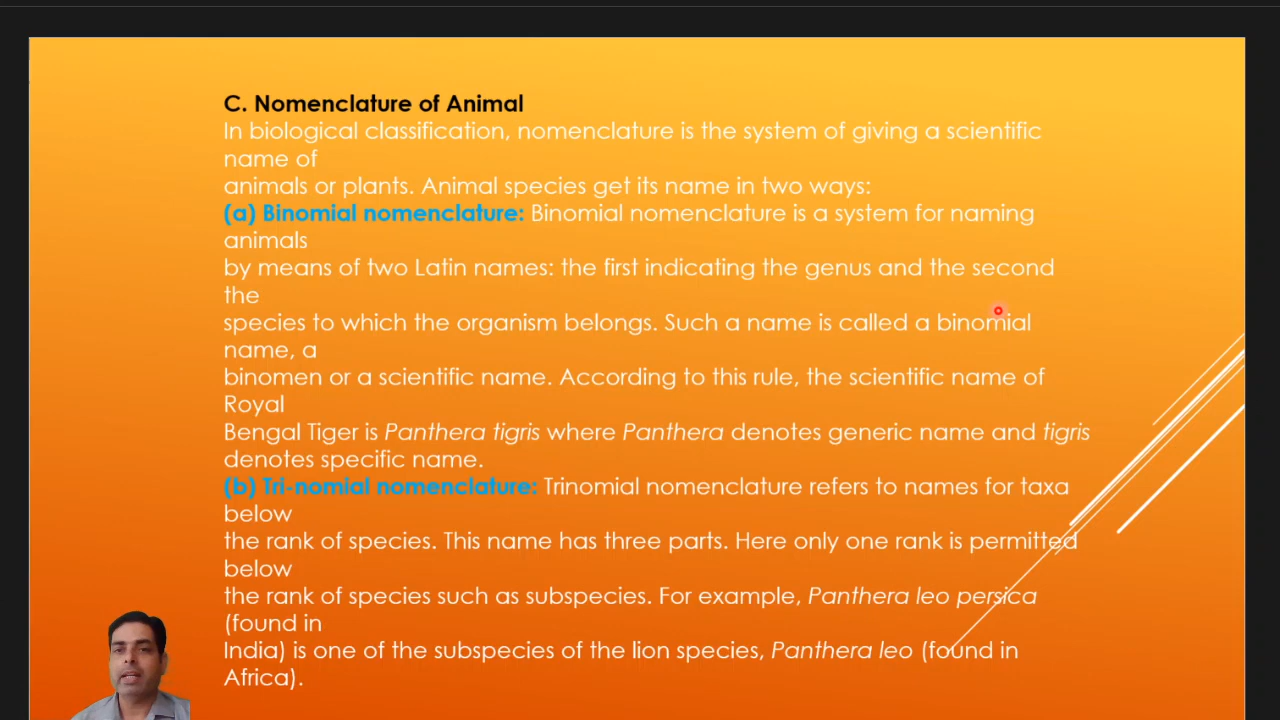 C. Nomenclature of Animal
In biological classification, nomenclature is the system of giving a scientific
name of
animals or plants. Animal species get its name in two ways:
(a) Binomial nomenclature: Binomial nomenclature is a system for naming
animals
by means of two Latin names: the first indicating the genus and the second
the
species to which the organism belongs. Such a name is called a binomial
name, a
binomen or a scientific name. According to this rule, the scientific name of
Royal
Bengal Tiger is Panthera tigris where Panthera denotes generic name and tigris
denotes specific name.
(b) Tri-nomial nomenclature: Trinomial nomenclature refers to names for taxa
below
the rank of species. This name has three parts. Here only one rank is permitted
below
the rank of species such as subspecies. For example, Panthera leo persica
(found in
India) is one of the subspecies of the lion species, Panthera leo (found in
Africa).